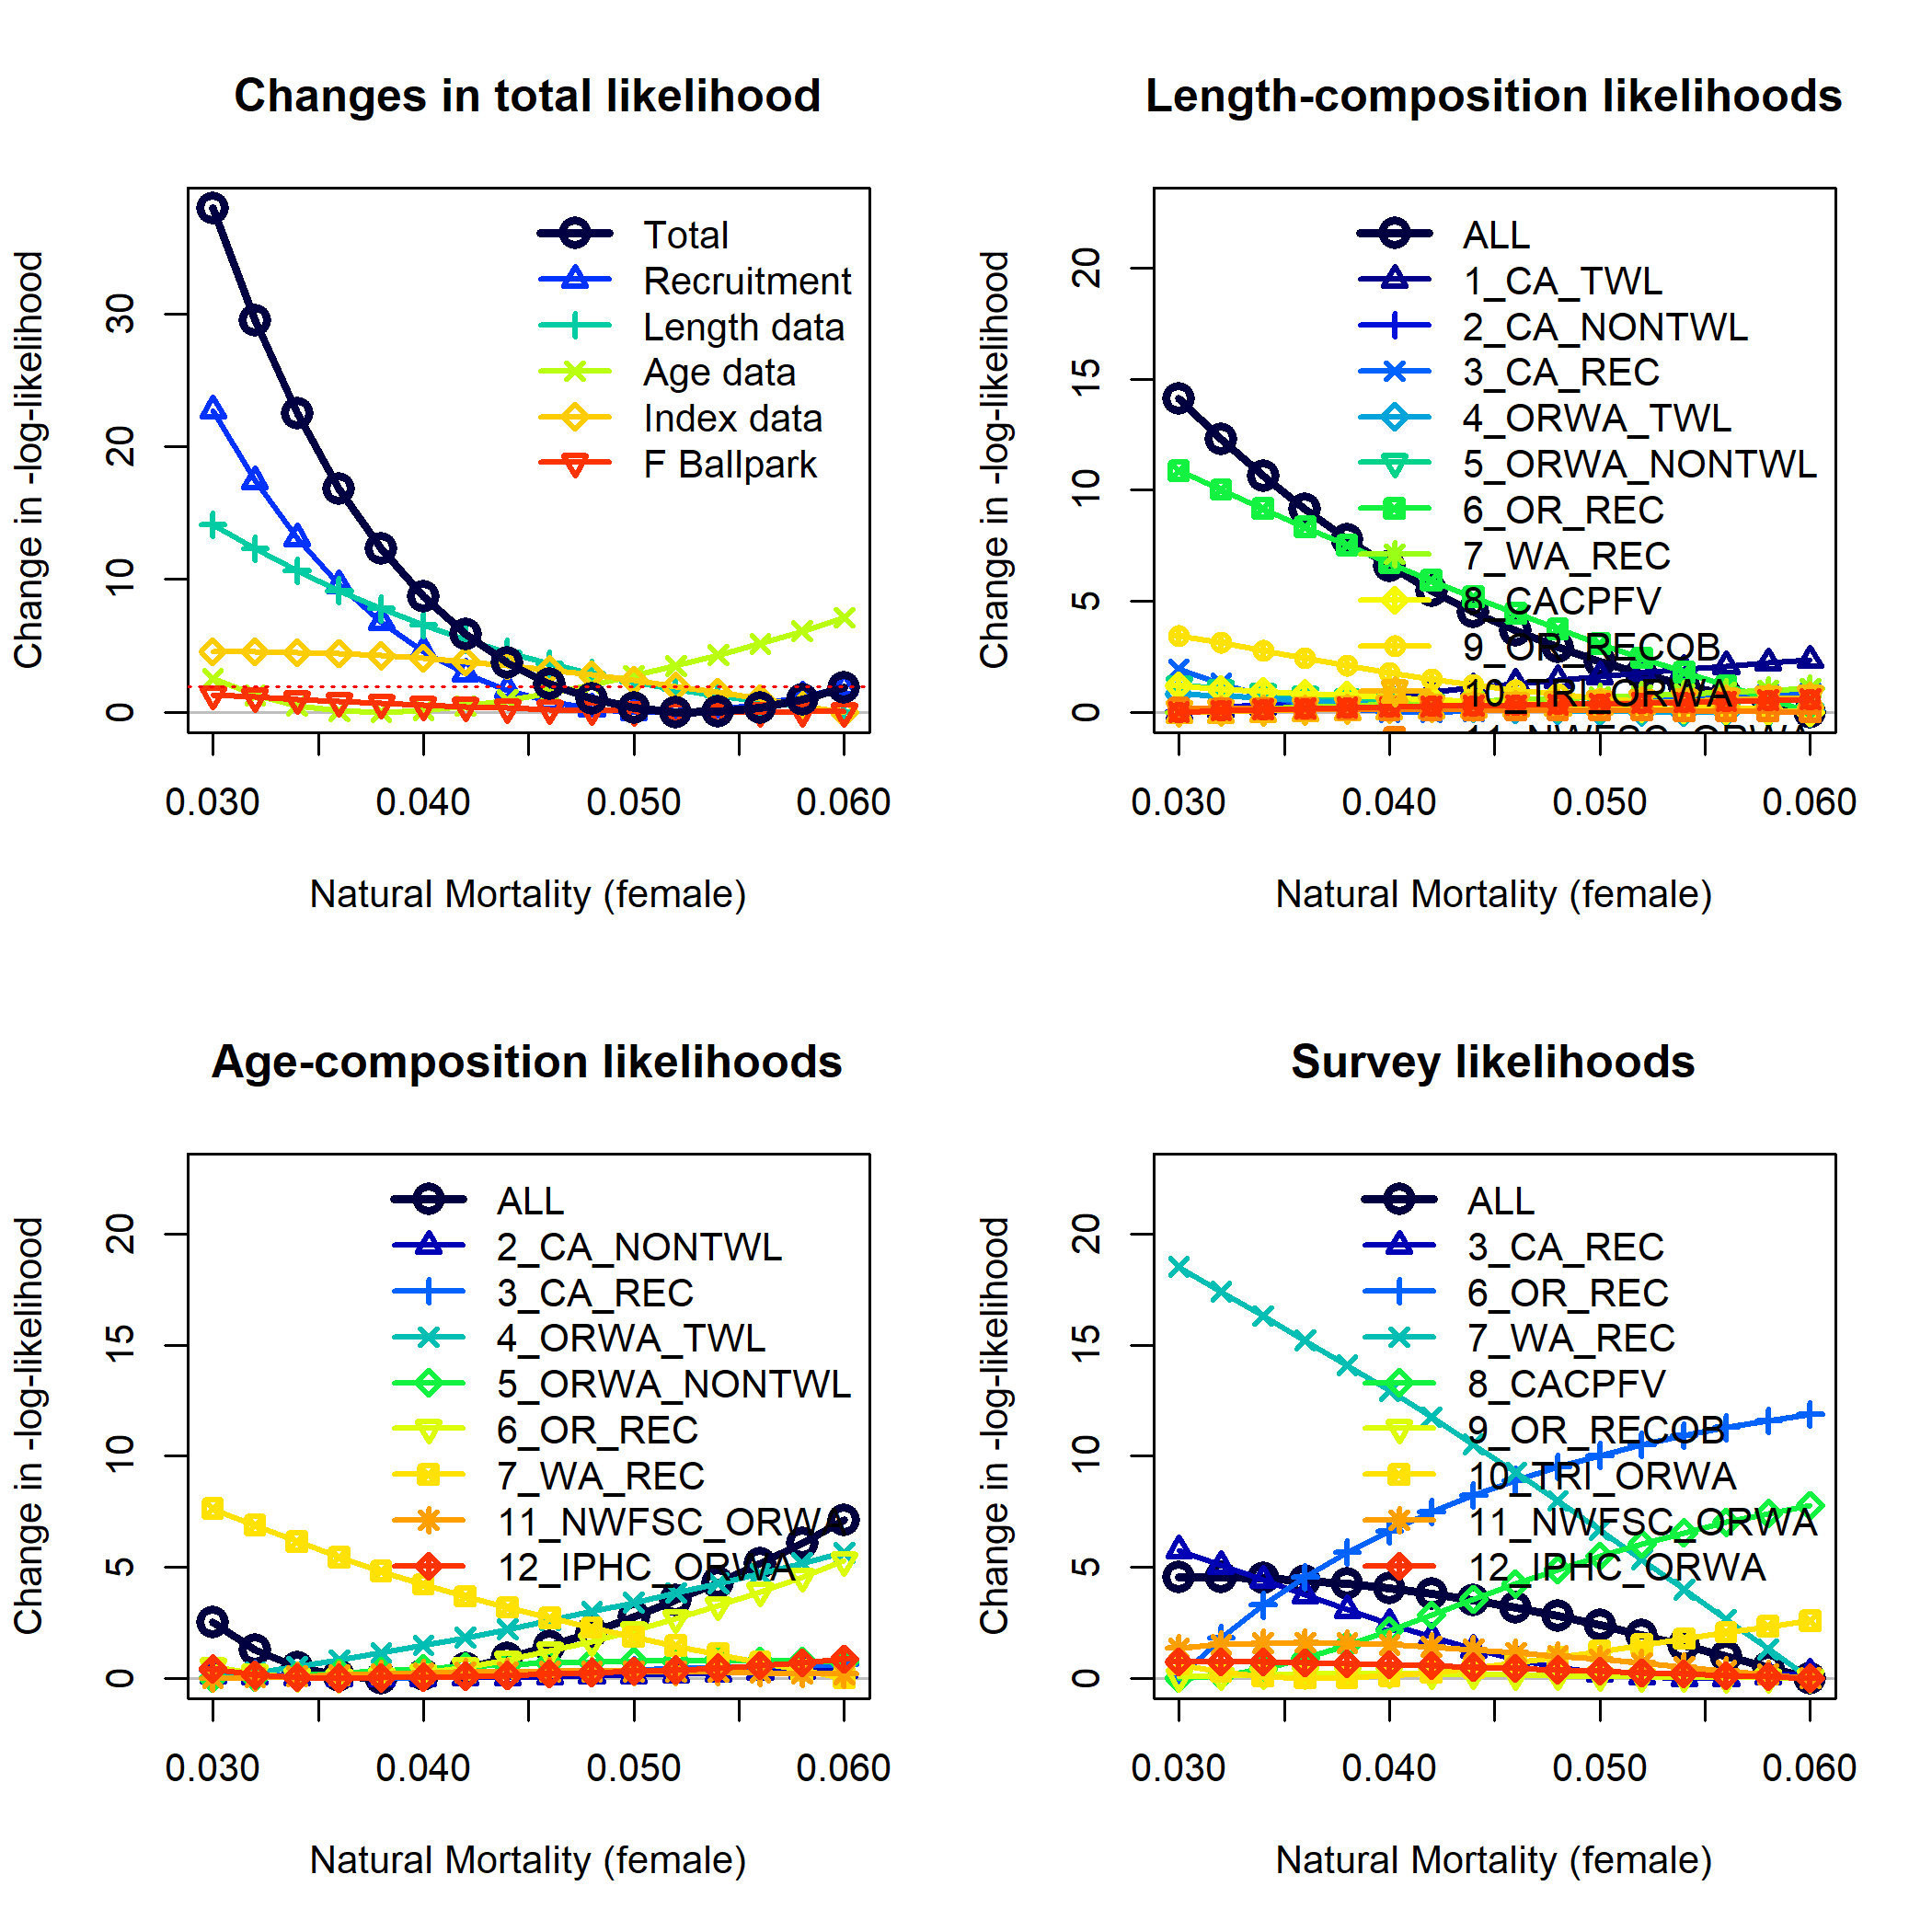 Changes in total likelihood
Change in -log-likelihood
30
20
10
0
Total
Recruitment
Length data
Age data
Index data
F Ballpark
0.030 0.040 0.050 0.060
Natural Mortality (female)
Length-composition likelihoods
Change in -log-likelihood
20
15
10
5
0
ALL
1_CA_TWL
2_CA_NONTWL
3_CA_REC
4_ORWA_TWL
5_ORWA_NONTWL
6_OR_REC
7_WA_REC
8_CACPFV
9_OR_RECOB
10_TRI_ORWA
11_NWFSC_ORWA
0.030 0.040 0.050 0.060
Natural Mortality (female)
Age-composition likelihoods
Change in -log-likelihood
20
15
10
5
0
ALL
2_CA_NONTWL
3_CA_REC
4_ORWA_TWL
5_ORWA_NONTWL
6_OR_REC
7_WA_REC
11_NWFSC_ORWA
12_IPHC_ORWA
0.030 0.040 0.050 0.060
Natural Mortality (female)
Survey likelihoods
Change in -log-likelihood
20
15
10
5
0
ALL
3_CA_REC
6_OR_REC
7_WA_REC
8_CACPFV
9_OR_RECOB
10_TRI_ORWA
11_NWFSC_ORWA
12_IPHC_ORWA
0.030 0.040 0.050 0.060
Natural Mortality (female)